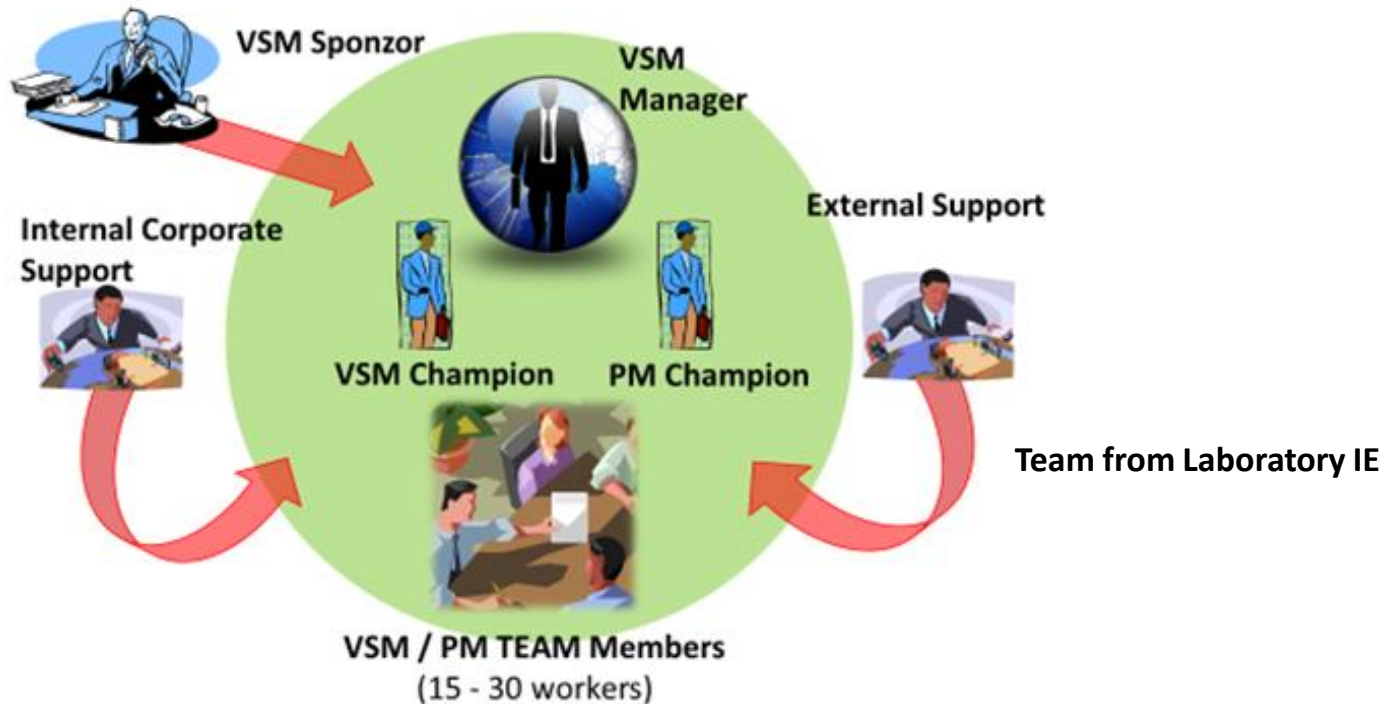 VSM Sponzor
VSM
Manager
Internal Corporate
Support
External Support
VSM Champion
PM Champion
Team from Laboratory IE
VSM / PM TEAM Members
(15 - 30 workers)